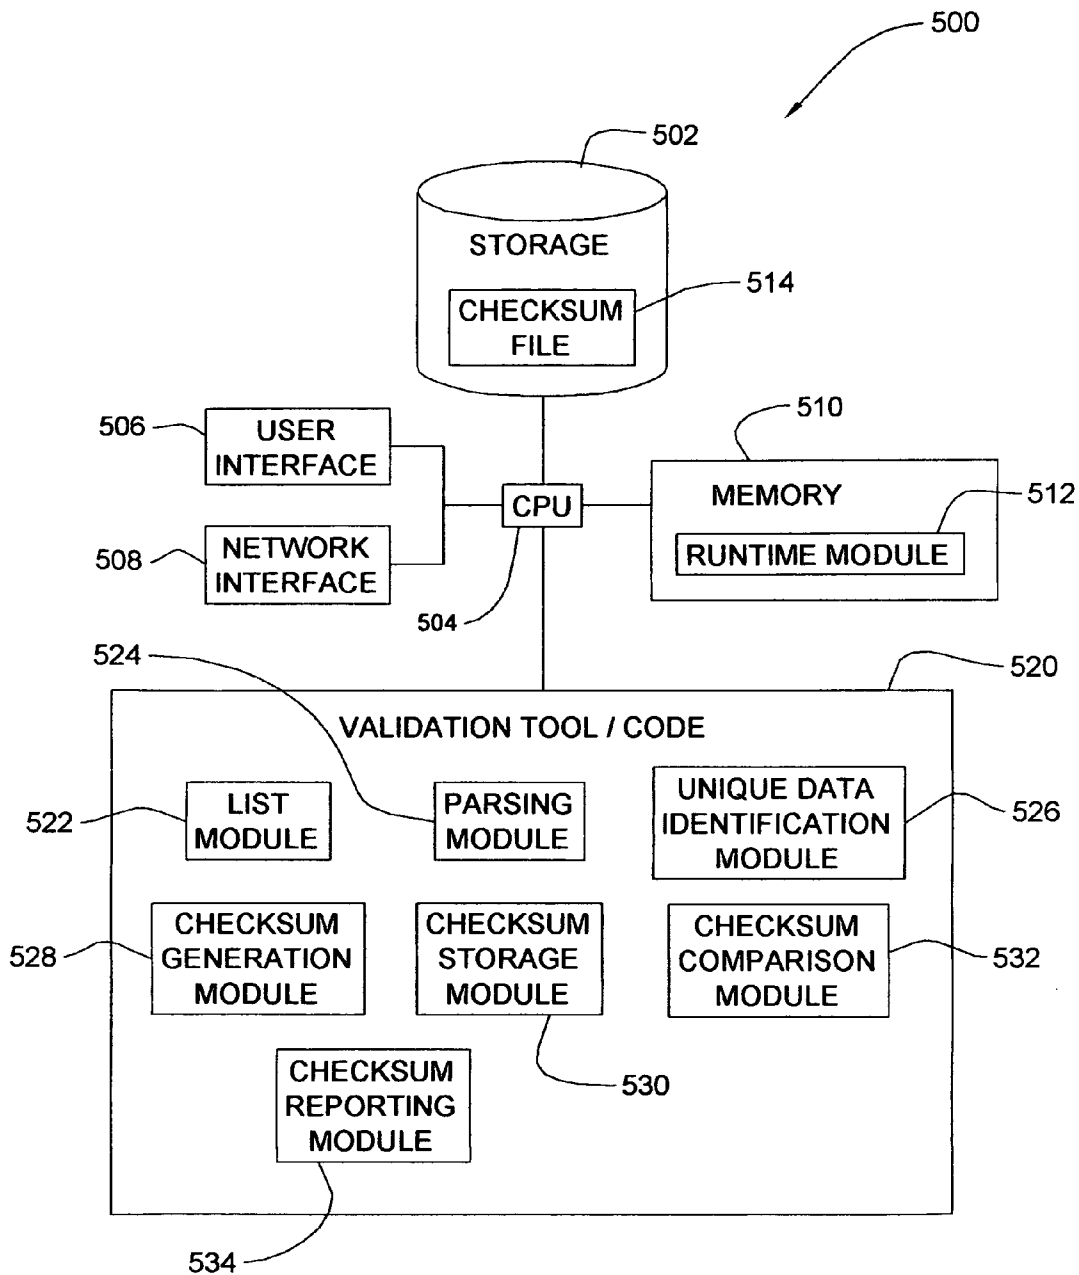 500
502
STORAGE
514
CHECKSUM
FILE
506
USER
INTERFACE
510
MEMORY
512
RUNTIME MODULE
CPU
508
NETWORK
INTERFACE
504
524
520
VALIDATION TOOL / CODE
522
LIST
MODULE
PARSING
MODULE
UNIQUE DATA
IDENTIFICATION
MODULE
526
528
CHECKSUM
GENERATION
MODULE
CHECKSUM
STORAGE
MODULE
CHECKSUM
COMPARISON
MODULE
532
530
CHECKSUM
REPORTING
MODULE
534